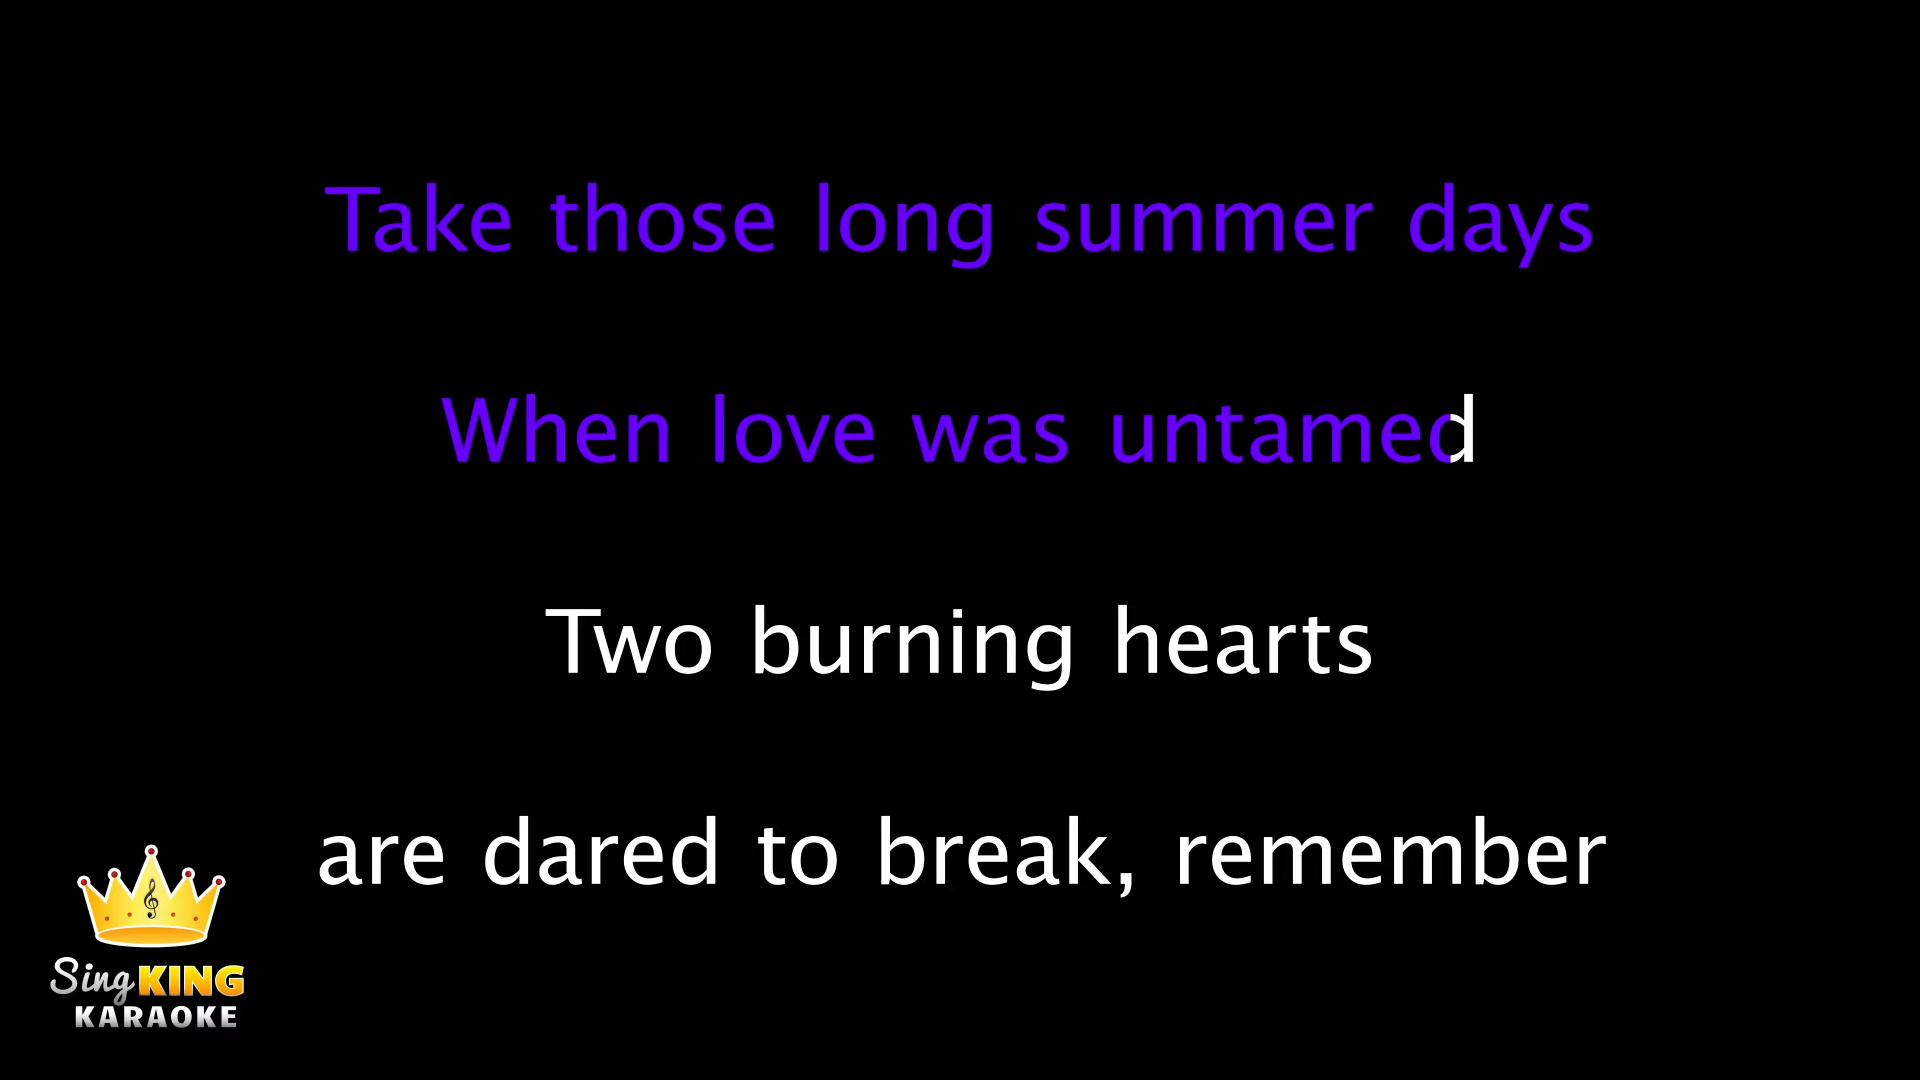 Take those long summer days
When love was untamed
Two burning hearts
are dared to break, remember
Sing KING
KARAOKE